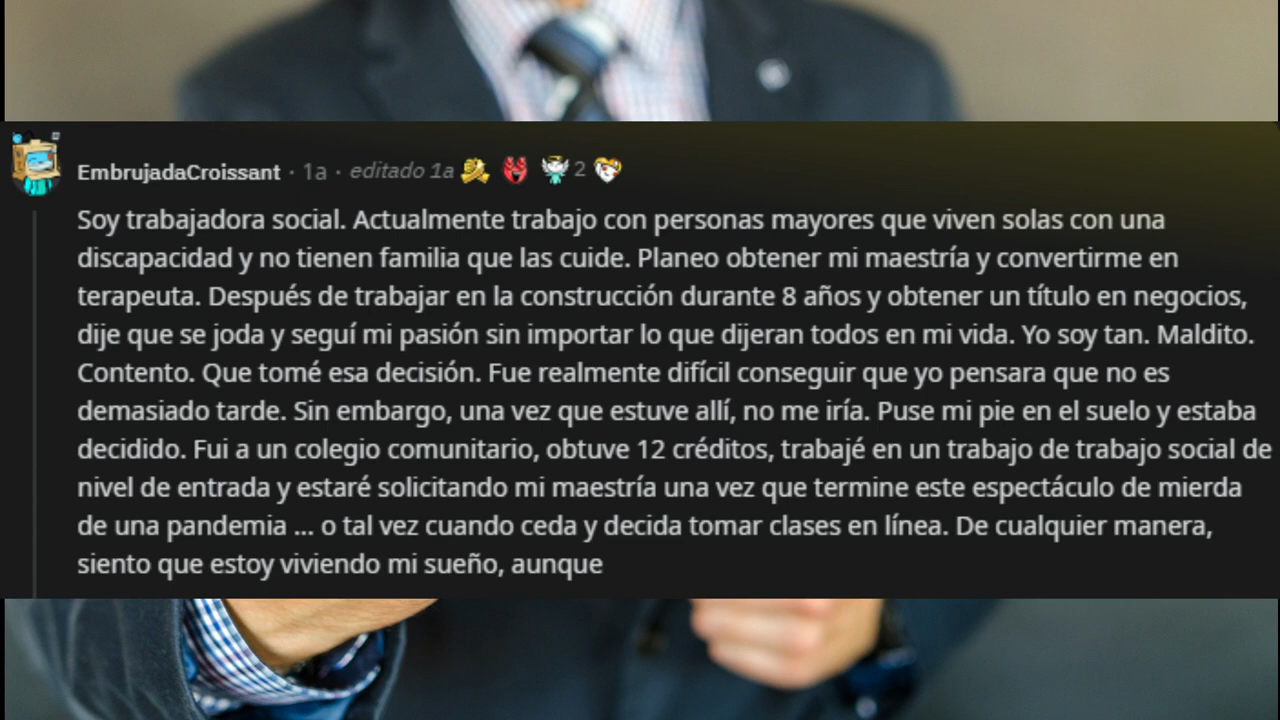 EmbrujadaCroissant · 1a · editado 1a 2
Soy trabajadora social. Actualmente trabajo con personas mayores que viven solas con una
discapacidad y no tienen familia que las cuide. Planeo obtener mi maestría y convertirme en
terapeuta. Después de trabajar en la construcción durante 8 años y obtener un título en negocios,
dije que se joda y seguí mi pasión sin importar lo que dijeran todos en mi vida. Yo soy tan. Maldito.
Contento. Que tomé esa decisión. Fue realmente difícil conseguir que yo pensara que no es
demasiado tarde. Sin embargo, una vez que estuve allí, no me iría. Puse mi pie en el suelo y estaba
decidido. Fui a un colegio comunitario, obtuve 12 créditos, trabajé en un trabajo de trabajo social de
nivel de entrada y estaré solicitando mi maestría una vez que termine este espectáculo de mierda
de una pandemia ... o tal vez cuando ceda y decida tomar clases en línea. De cualquier manera,
siento que estoy viviendo mi sueño, aunque